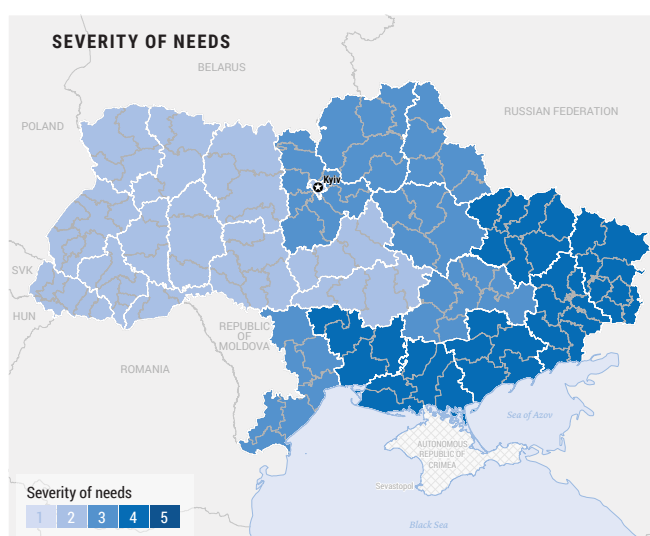 SEVERITY OF NEEDS
BELARUS
RUSSIAN FEDERATION
POLAND
Kyiv
SVK
HUN
REPUBLIC
OF
MOLDOVA
ROMANIA
Sea of Azov
AUTONOMOUS
REPUBLIC OF
CRIMEA
Sevastopol
Severity of needs
1 2 3 4 5
Black Sea